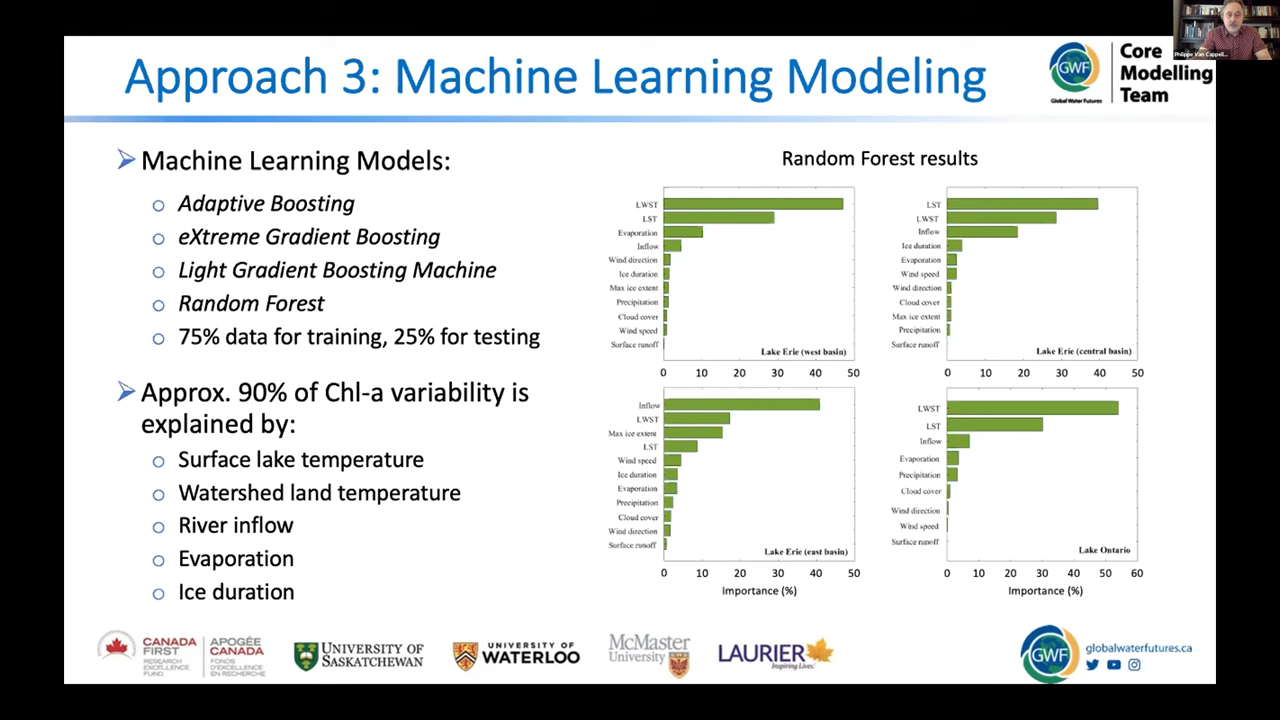 Approach 3: Machine Learning Modeling
GWF
Global Water Futures
Core
Modelling
Team
Philippe Van Cappell...
➢ Machine Learning Models:
○ Adaptive Boosting
○ eXtreme Gradient Boosting
○ Light Gradient Boosting Machine
○ Random Forest
○ 75% data for training, 25% for testing
➢ Approx. 90% of Chl-a variability is
explained by:
○ Surface lake temperature
○ Watershed land temperature
○ River inflow
○ Evaporation
○ Ice duration
Random Forest results
LWST
LST
Evaporation
Inflow
Wind direction
Ice duration
Max ice extent
Precipitation
Cloud cover
Wind speed
Surface runoff
Lake Erie (west basin)
0 10 20 30 40 50
LST
LWST
Inflow
Ice duration
Evaporation
Wind speed
Wind direction
Cloud cover
Max ice extent
Precipitation
Surface runoff
Lake Erie (central basin)
0 10 20 30 40 50
Inflow
LWST
Max ice extent
LST
Wind speed
Ice duration
Evaporation
Precipitation
Cloud cover
Wind direction
Surface runoff
Lake Erie (east basin)
0 10 20 30 40 50
Importance (%)
LWST
LST
Inflow
Evaporation
Precipitation
Cloud cover
Wind direction
Wind speed
Surface runoff
Lake Ontario
0 10 20 30 40 50 60
Importance (%)
CANADA
FIRST
RESEARCH
EXCELLENCE
FUND
APOGÉE
CANADA
FONDS
D'EXCELLENCE
EN RECHERCHE
UNIVERSITY OF
SASKATCHEWAN
UNIVERSITY OF
WATERLOO
McMaster
University
LAURIER
Inspiring Lives.
GWF
globalwaterfutures.ca